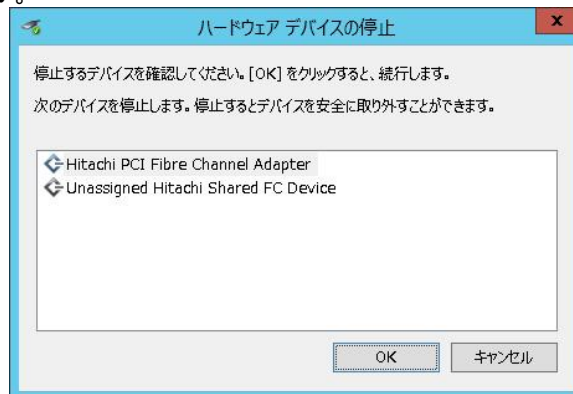 ハードウェア デバイスの停止
x
停止するデバイスを確認してください。[OK] をクリックすると、続行します。
次のデバイスを停止します。停止するとデバイスを安全に取り外すことができます。
Hitachi PCI Fibre Channel Adapter
Unassigned Hitachi Shared FC Device
OK キャンセル